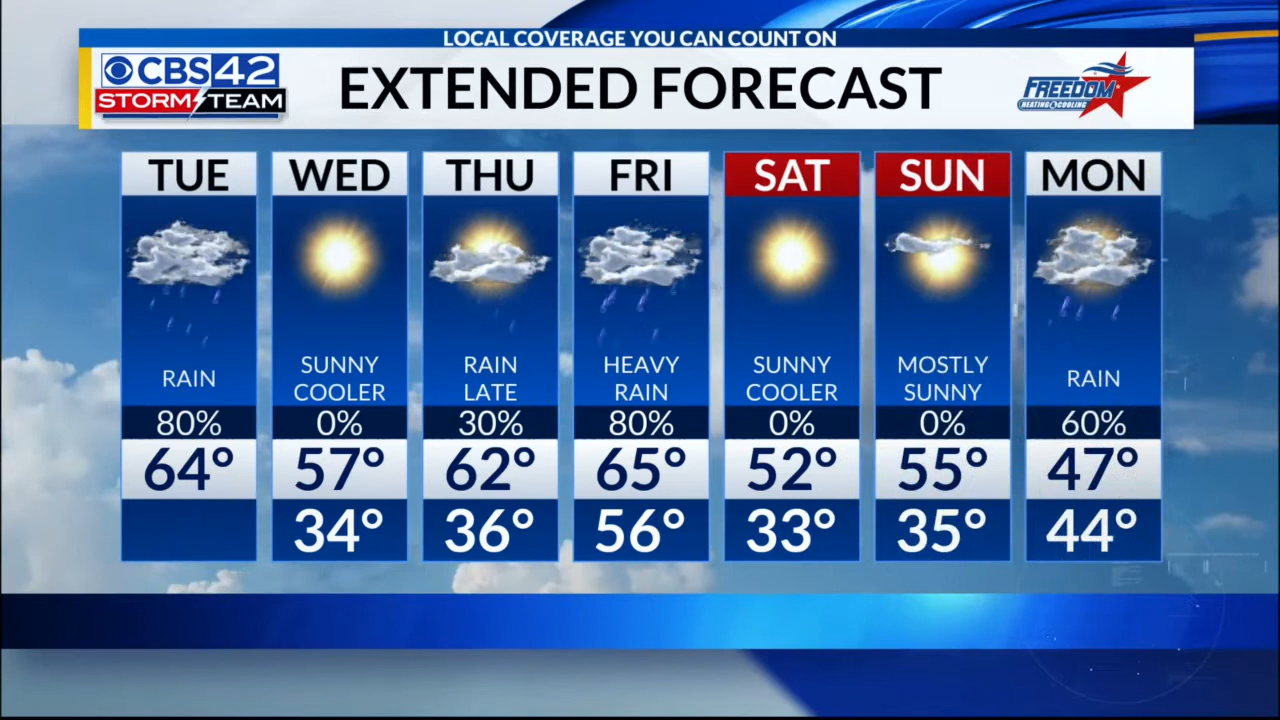 LOCAL COVERAGE YOU CAN COUNT ON
CBS42
STORM TEAM
EXTENDED FORECAST
FREEDOM
HEATING & COOLING
TUE WED THU FRI SAT SUN MON
RAIN
SUNNY
COOLER
RAIN
LATE
HEAVY
RAIN
SUNNY
COOLER
MOSTLY
SUNNY
RAIN
80% 0% 30% 80% 0% 0% 60%
64° 57° 62° 65° 52° 55° 47°
34° 36° 56° 33° 35° 44°